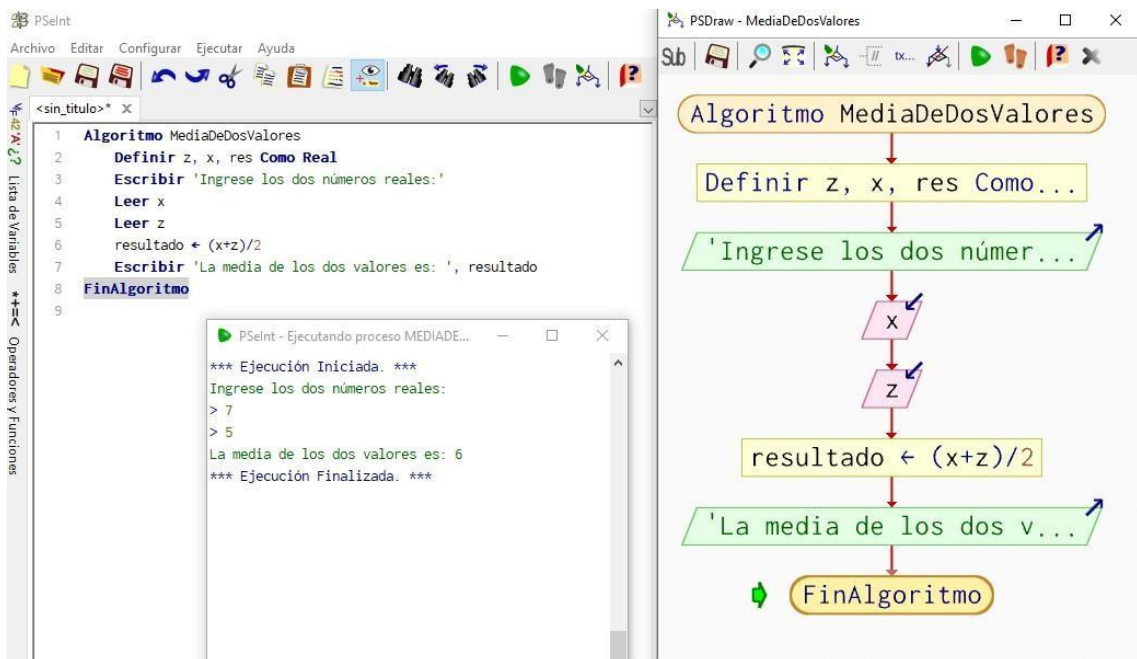 PSeInt
Archivo Editar Configurar Ejecutar Ayuda
<sin_titulo>* X
Lista de Variables
*+=< Operadores y Funciones
1 Algoritmo MediaDeDosValores
2 Definir z, x, res Como Real
3 Escribir 'Ingrese los dos números reales:'
4 Leer x
5 Leer z
6 resultado ← (x+z)/2
7 Escribir 'La media de los dos valores es: ', resultado
8 FinAlgoritmo
9
PSeInt - Ejecutando proceso MEDIADE...
*** Ejecución Iniciada. ***
Ingrese los dos números reales:
> 7
> 5
La media de los dos valores es: 6
*** Ejecución Finalizada. ***
PSDraw - MediaDeDosValores
Sub
Algoritmo MediaDeDosValores
Definir z, x, res Como...
'Ingrese los dos númer...
x
z
resultado ← (x+z)/2
'La media de los dos v...
FinAlgoritmo